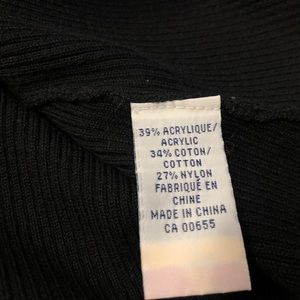 39% ACRYLIQUE/
ACRYLIC
34% COTON/
COTTON
27% NYLON
FABRIQUÉ EN
CHINE
MADE IN CHINA
CA 00655